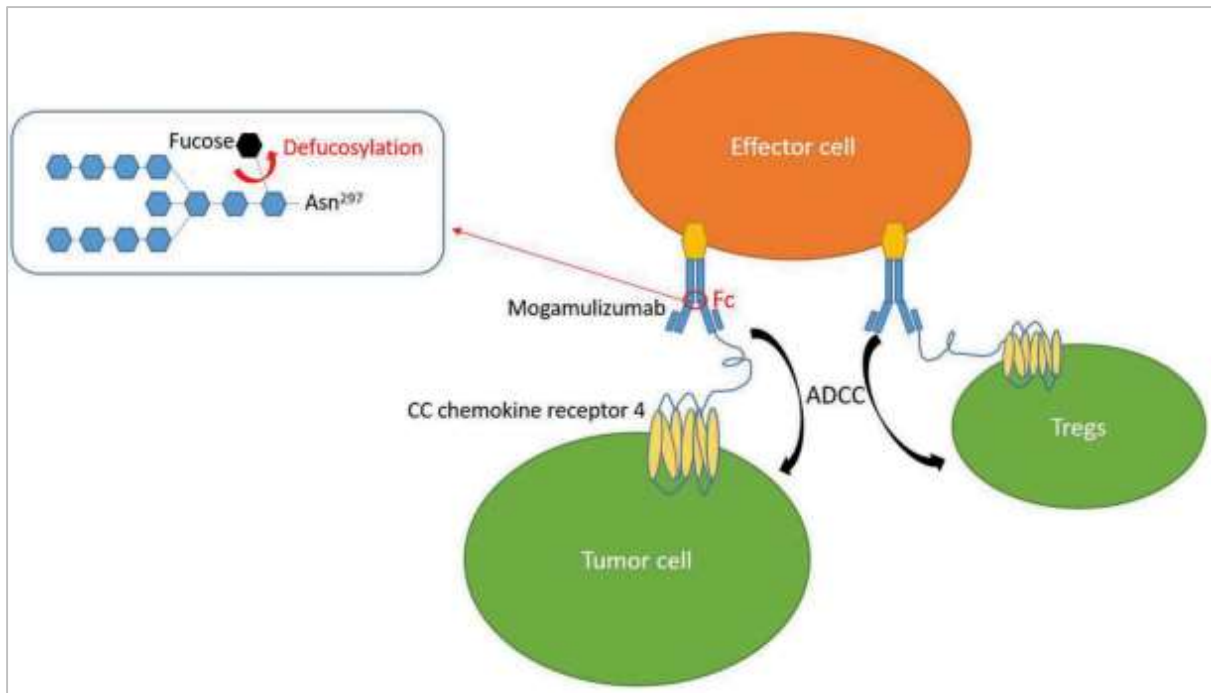 Effector cell
Fucose
Defucosylation
Asn²⁹⁷
Mogamulizumab
Fc
CC chemokine receptor 4
ADCC
Tregs
Tumor cell